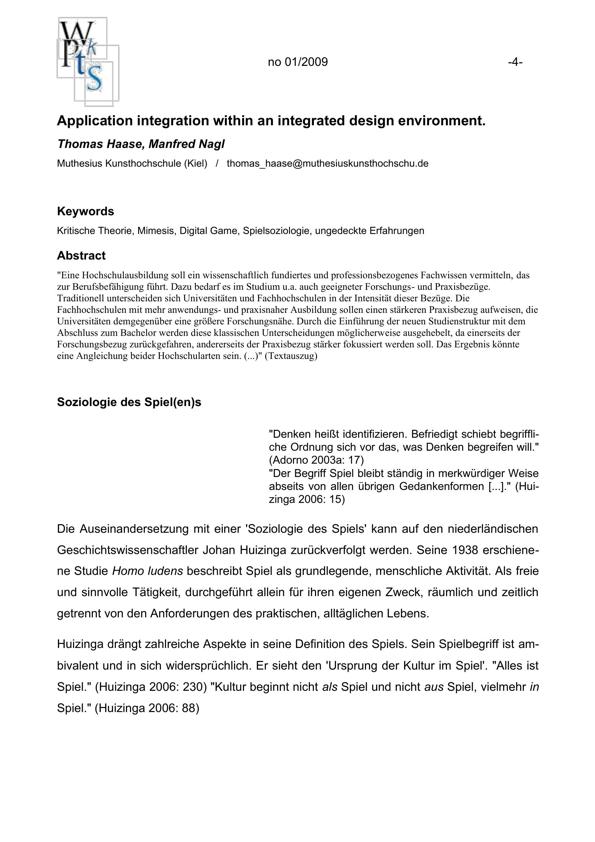 W
Pkts
no 01/2009 -4-
Application integration within an integrated design environment.
Thomas Haase, Manfred Nagl
Muthesius Kunsthochschule (Kiel) / thomas_haase@muthesiuskunsthochschu.de
Keywords
Kritische Theorie, Mimesis, Digital Game, Spielsoziologie, ungedeckte Erfahrungen
Abstract
"Eine Hochschulausbildung soll ein wissenschaftlich fundiertes und professionsbezogenes Fachwissen vermitteln, das
zur Berufsbefähigung führt. Dazu bedarf es im Studium u.a. auch geeigneter Forschungs- und Praxisbezüge.
Traditionell unterscheiden sich Universitäten und Fachhochschulen in der Intensität dieser Bezüge. Die
Fachhochschulen mit mehr anwendungs- und praxisnaher Ausbildung sollen einen stärkeren Praxisbezug aufweisen, die
Universitäten demgegenüber eine größere Forschungsnähe. Durch die Einführung der neuen Studienstruktur mit dem
Abschluss zum Bachelor werden diese klassischen Unterscheidungen möglicherweise ausgehebelt, da einerseits der
Forschungsbezug zurückgefahren, andererseits der Praxisbezug stärker fokussiert werden soll. Das Ergebnis könnte
eine Angleichung beider Hochschularten sein. (...)" (Textauszug)
Soziologie des Spiel(en)s
"Denken heißt identifizieren. Befriedigt schiebt begriffli-
che Ordnung sich vor das, was Denken begreifen will."
(Adorno 2003a: 17)
"Der Begriff Spiel bleibt ständig in merkwürdiger Weise
abseits von allen übrigen Gedankenformen [...]." (Hui-
zinga 2006: 15)
Die Auseinandersetzung mit einer 'Soziologie des Spiels' kann auf den niederländischen
Geschichtswissenschaftler Johan Huizinga zurückverfolgt werden. Seine 1938 erschiene-
ne Studie Homo ludens beschreibt Spiel als grundlegende, menschliche Aktivität. Als freie
und sinnvolle Tätigkeit, durchgeführt allein für ihren eigenen Zweck, räumlich und zeitlich
getrennt von den Anforderungen des praktischen, alltäglichen Lebens.
Huizinga drängt zahlreiche Aspekte in seine Definition des Spiels. Sein Spielbegriff ist am-
bivalent und in sich widersprüchlich. Er sieht den 'Ursprung der Kultur im Spiel'. "Alles ist
Spiel." (Huizinga 2006: 230) "Kultur beginnt nicht als Spiel und nicht aus Spiel, vielmehr in
Spiel." (Huizinga 2006: 88)